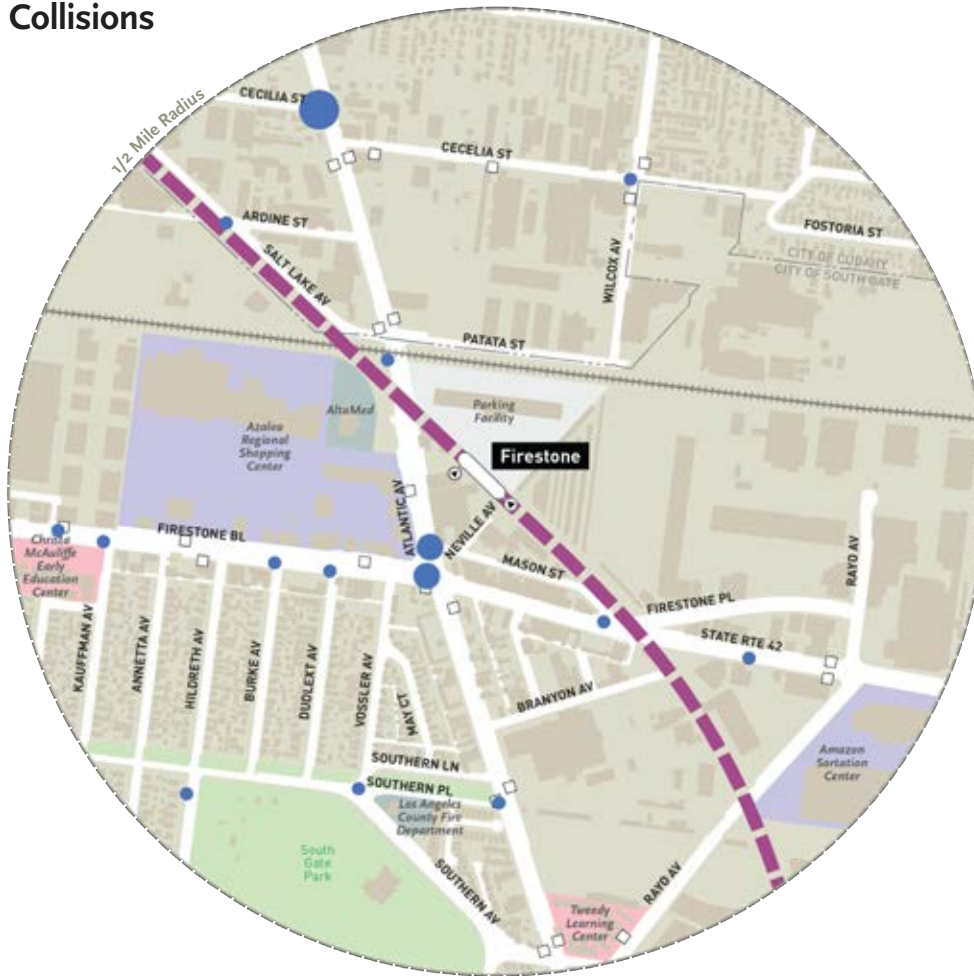 Collisions
1/2 Mile Radius
CECILIA ST
CECELIA ST
ARDINE ST
SALT LAKE AV
WILCOX AV
FOSTORIA ST
CITY OF CUDAHY
CITY OF SOUTH GATE
PATATA ST
AltaMed
Parking
Facility
Azalea
Regional
Shopping
Center
Firestone
ATLANTIC AV
NEVILLE AV
FIRESTONE BL
MASON ST
RAYO AV
Christa
McAuliffe
Early
Education
Center
FIRESTONE PL
STATE RTE 42
KAUFFMAN AV
ANNETTA AV
HILDRETH AV
BURKE AV
DUDLEXT AV
VOSSLER AV
MAY CT
BRANYON AV
SOUTHERN LN
SOUTHERN PL
Los Angeles
County Fire
Department
Amazon
Sortation
Center
South
Gate
Park
SOUTHERN AV
RAYO AV
Tweedy
Learning
Center